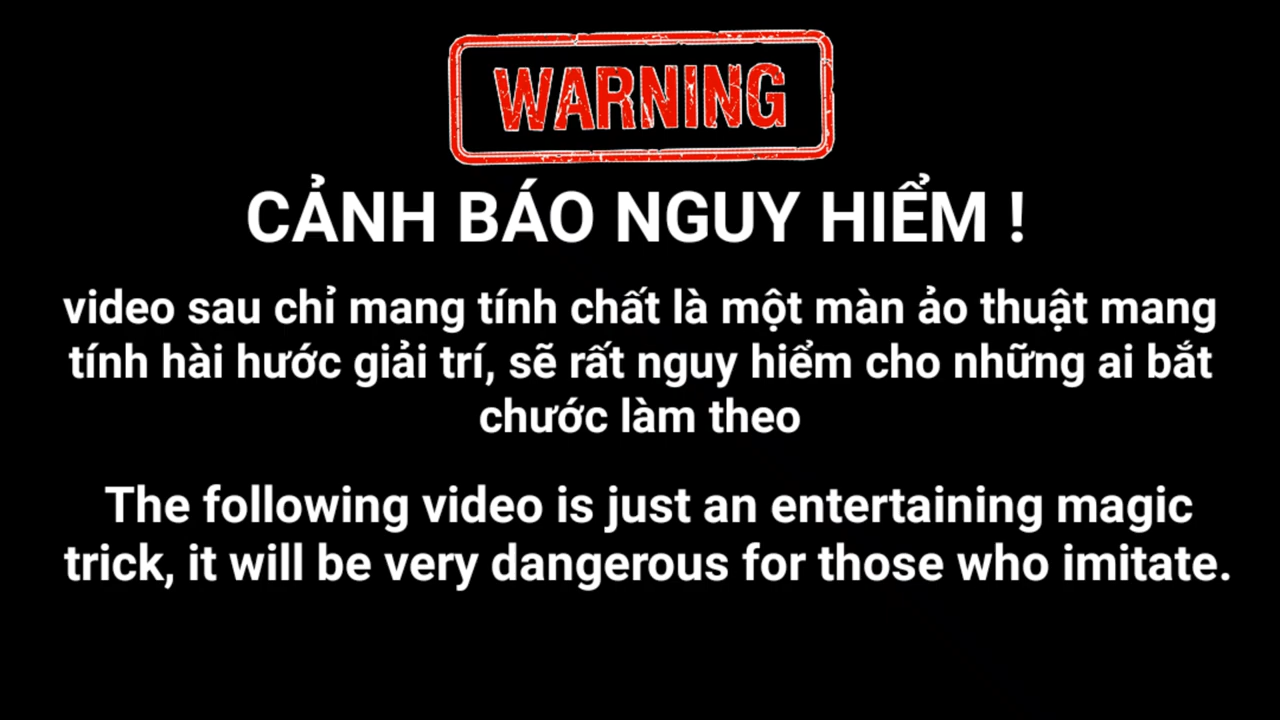 WARNING
CẢNH BÁO NGUY HIỂM !
video sau chỉ mang tính chất là một màn ảo thuật mang
tính hài hước giải trí, sẽ rất nguy hiểm cho những ai bắt
chước làm theo
The following video is just an entertaining magic
trick, it will be very dangerous for those who imitate.